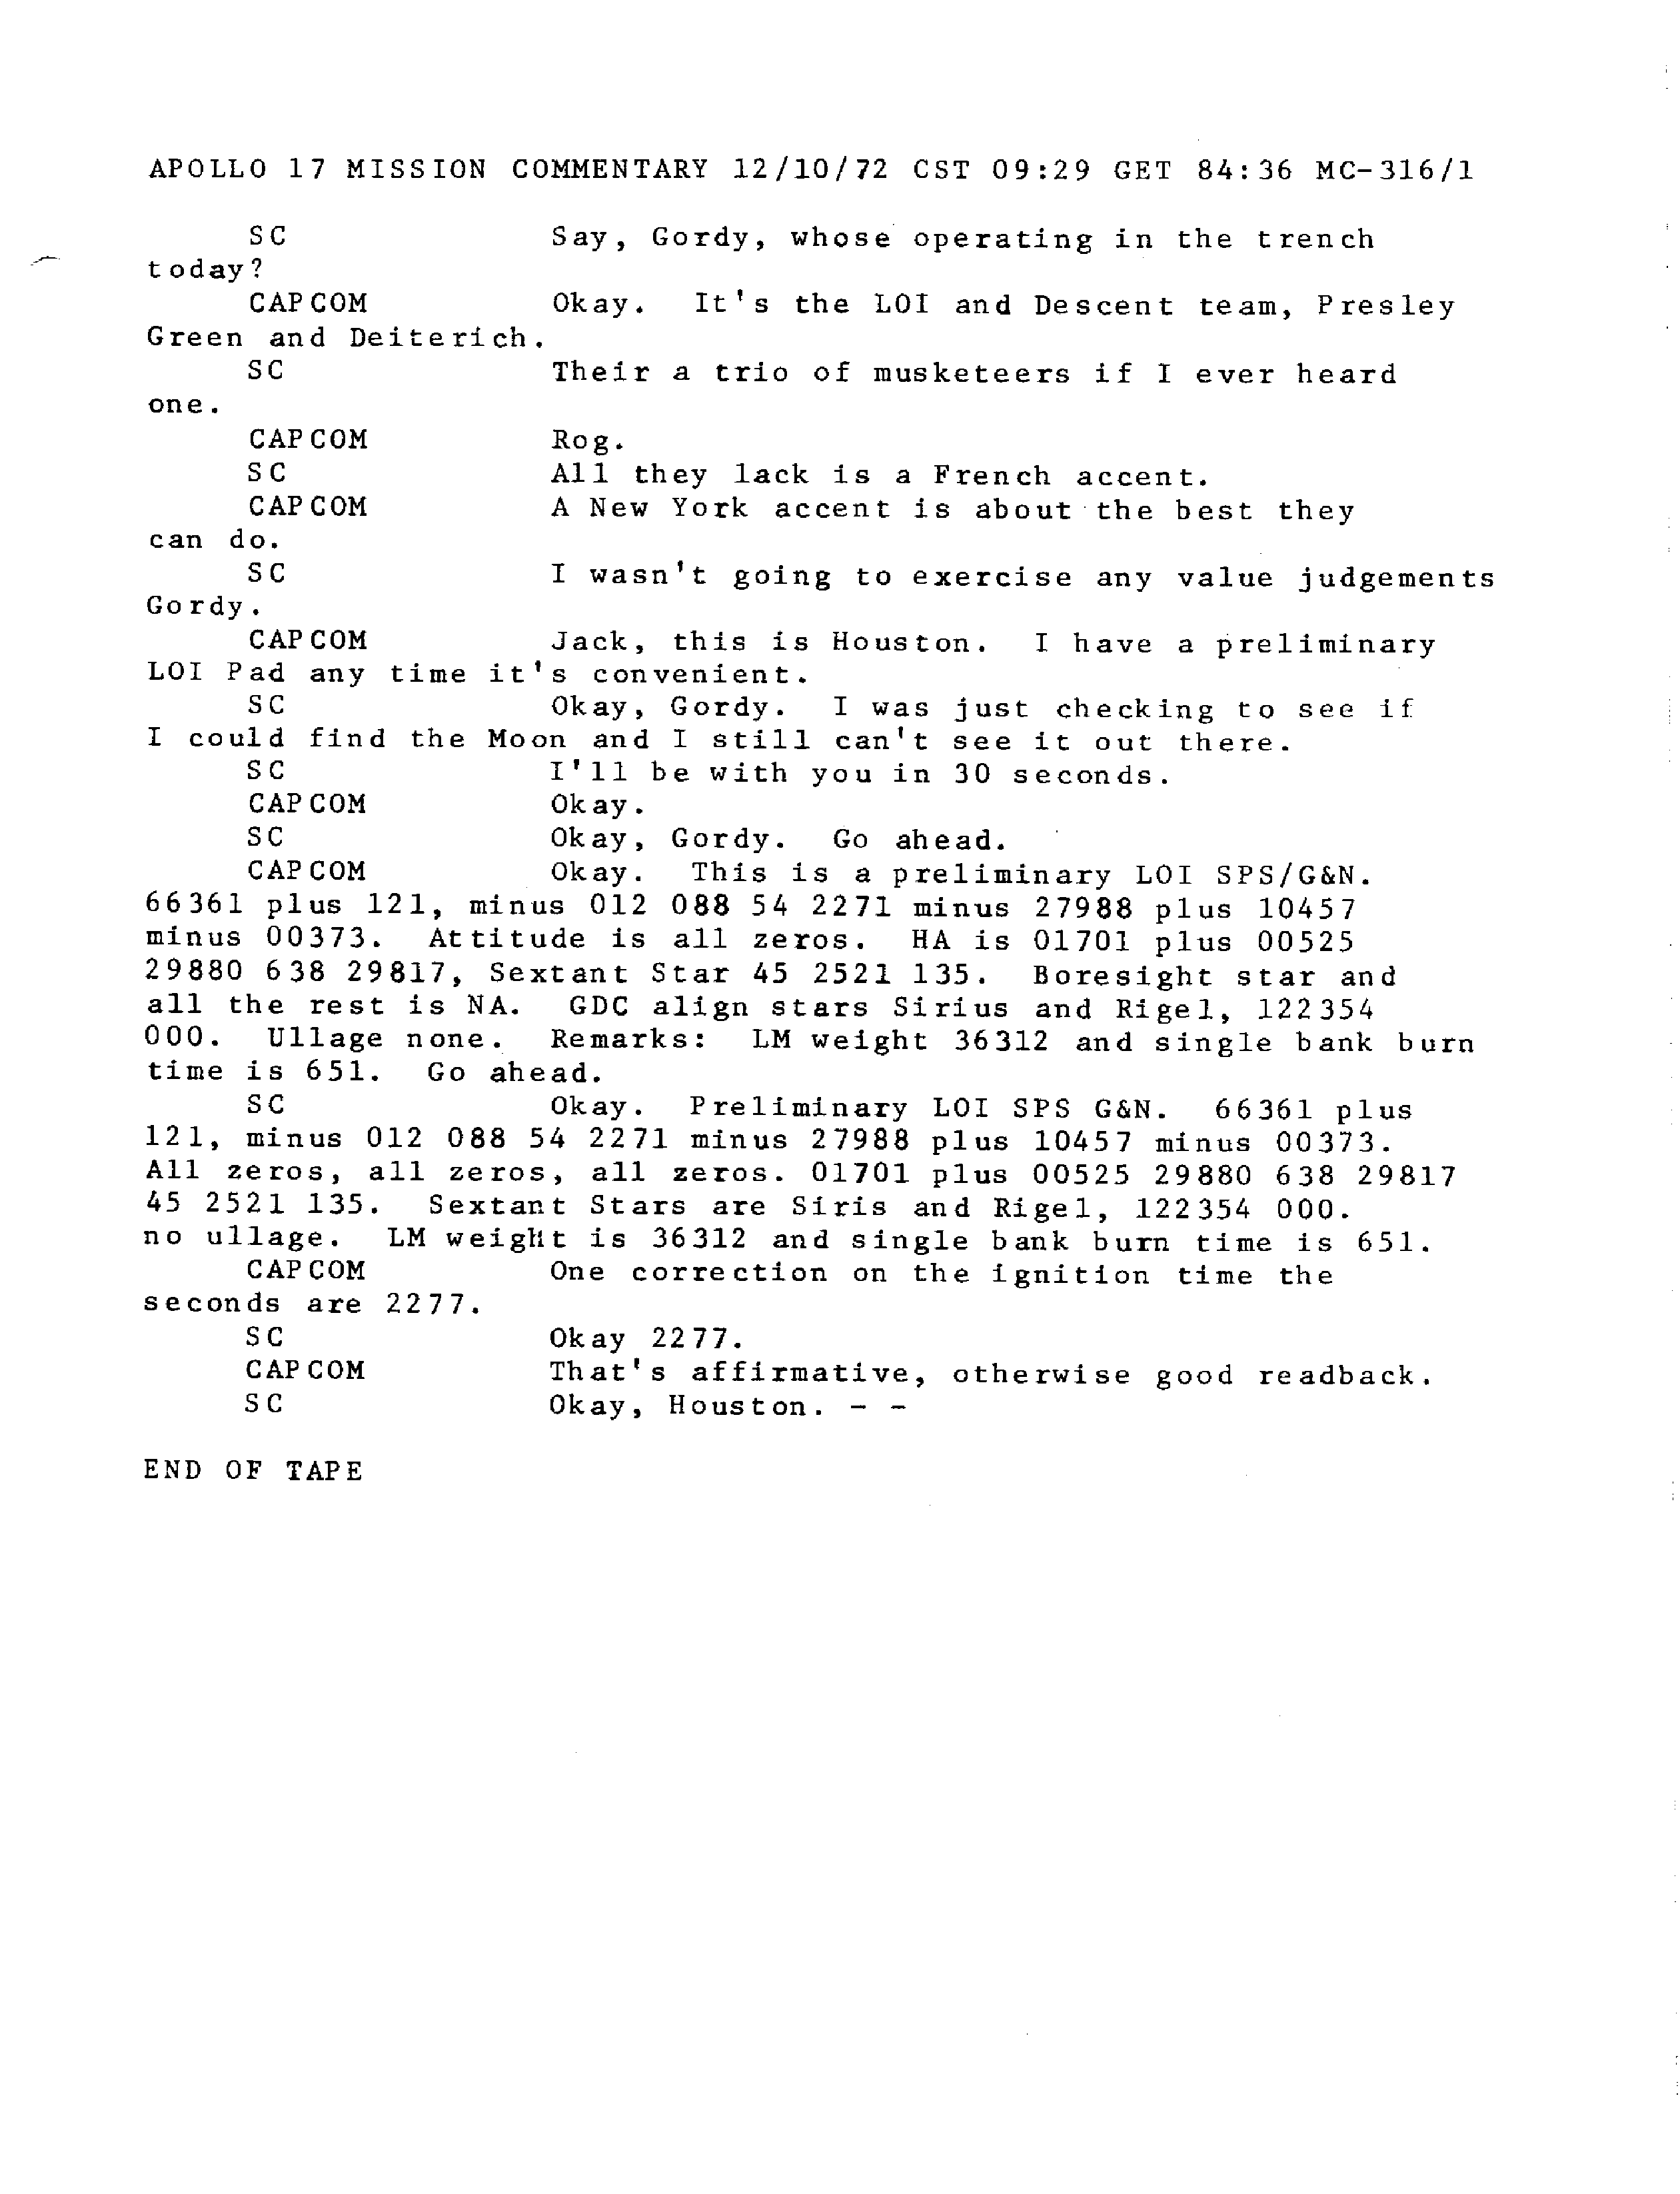 APOLLO 17 MISSION COMMENTARY 12/10/72 CST 09:29 GET 84:36 MC-316/1
SC Say, Gordy, whose operating in the trench
today?
CAPCOM Okay. It's the LOI and Descent team, Presley
Green and Deiterich.
SC Their a trio of musketeers if I ever heard
one.
CAPCOM Rog.
SC All they lack is a French accent.
CAPCOM A New York accent is about the best they
can do.
SC I wasn't going to exercise any value judgements
Gordy.
CAPCOM Jack, this is Houston. I have a preliminary
LOI Pad any time it's convenient.
SC Okay, Gordy. I was just checking to see if
I could find the Moon and I still can't see it out there.
SC I'll be with you in 30 seconds.
CAPCOM Okay.
SC Okay, Gordy. Go ahead.
CAPCOM Okay. This is a preliminary LOI SPS/G&N.
66361 plus 121, minus 012 088 54 2271 minus 27988 plus 10457
minus 00373. Attitude is all zeros. HA is 01701 plus 00525
29880 638 29817, Sextant Star 45 2521 135. Boresight star and
all the rest is NA. GDC align stars Sirius and Rigel, 122354
000. Ullage none. Remarks: LM weight 36312 and single bank burn
time is 651. Go ahead.
SC Okay. Preliminary LOI SPS G&N. 66361 plus
121, minus 012 088 54 2271 minus 27988 plus 10457 minus 00373.
All zeros, all zeros, all zeros. 01701 plus 00525 29880 638 29817
45 2521 135. Sextant Stars are Siris and Rigel, 122354 000.
no ullage. LM weight is 36312 and single bank burn time is 651.
CAPCOM One correction on the ignition time the
seconds are 2277.
SC Okay 2277.
CAPCOM That's affirmative, otherwise good readback.
SC Okay, Houston. - -
END OF TAPE